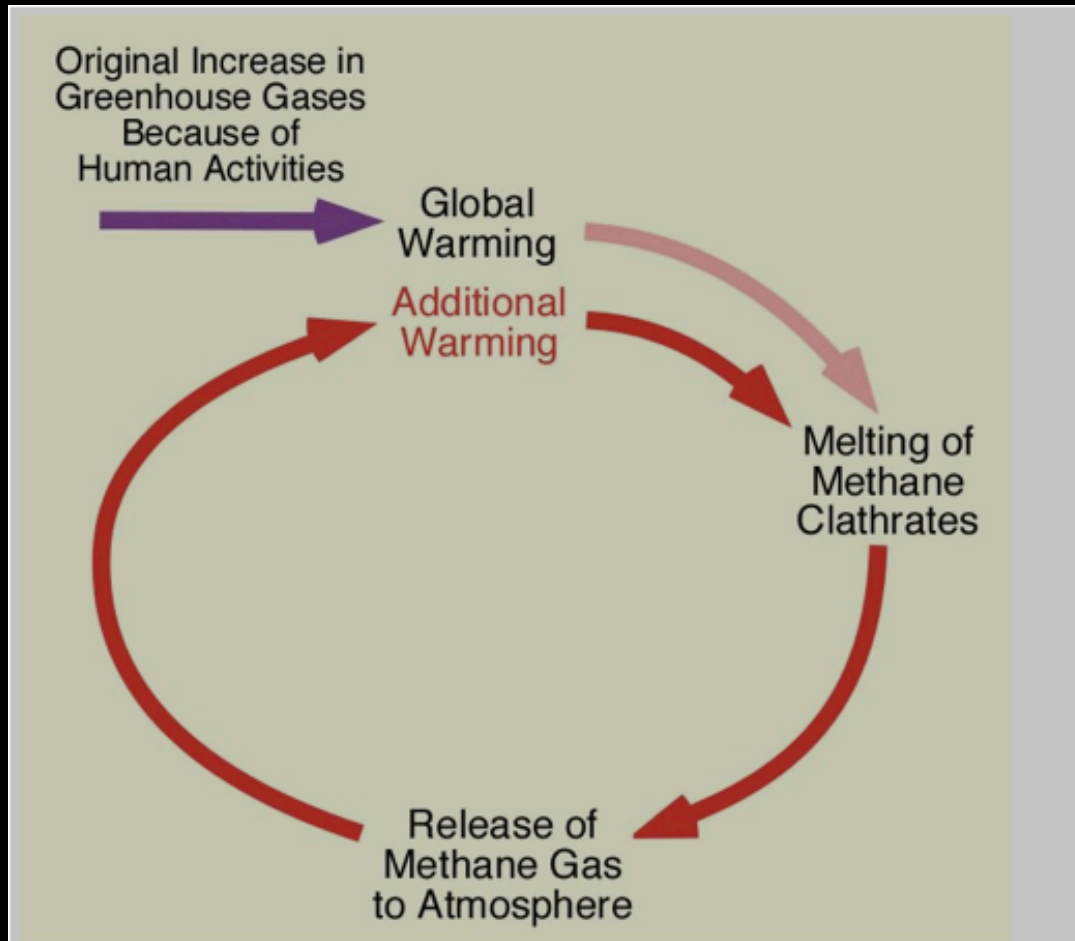 Original Increase in
Greenhouse Gases
Because of
Human Activities
Global
Warming
Additional
Warming
Melting of
Methane
Clathrates
Release of
Methane Gas
to Atmosphere